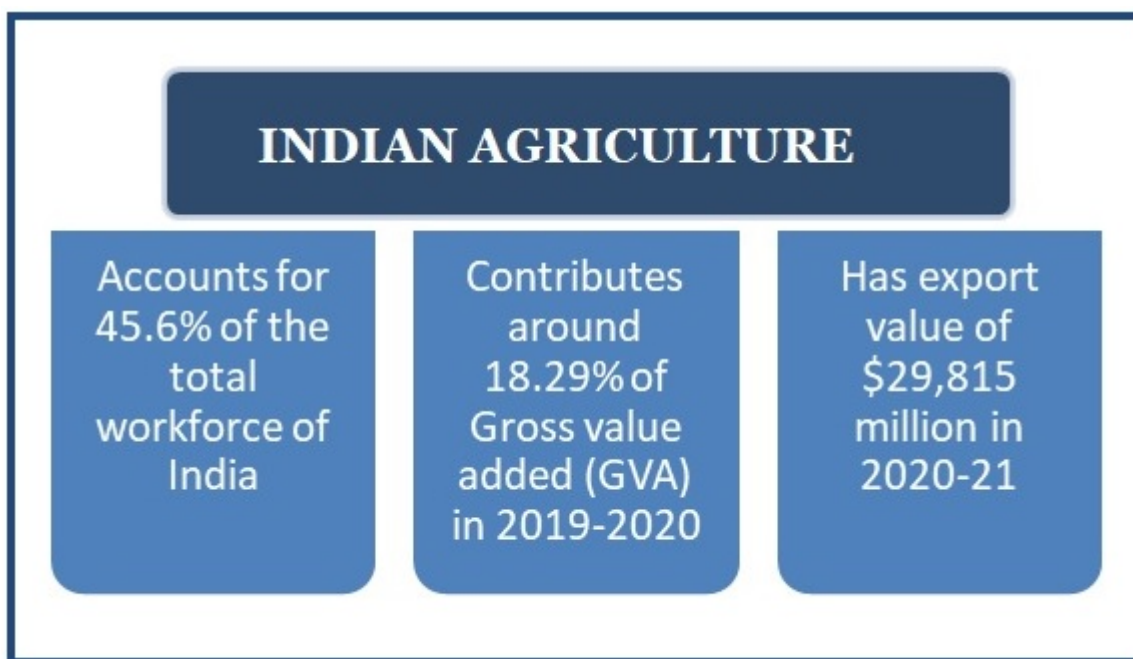 INDIAN AGRICULTURE
Accounts for
45.6% of the
total
workforce of
India
Contributes
around
18.29% of
Gross value
added (GVA)
in 2019-2020
Has export
value of
$29,815
million in
2020-21